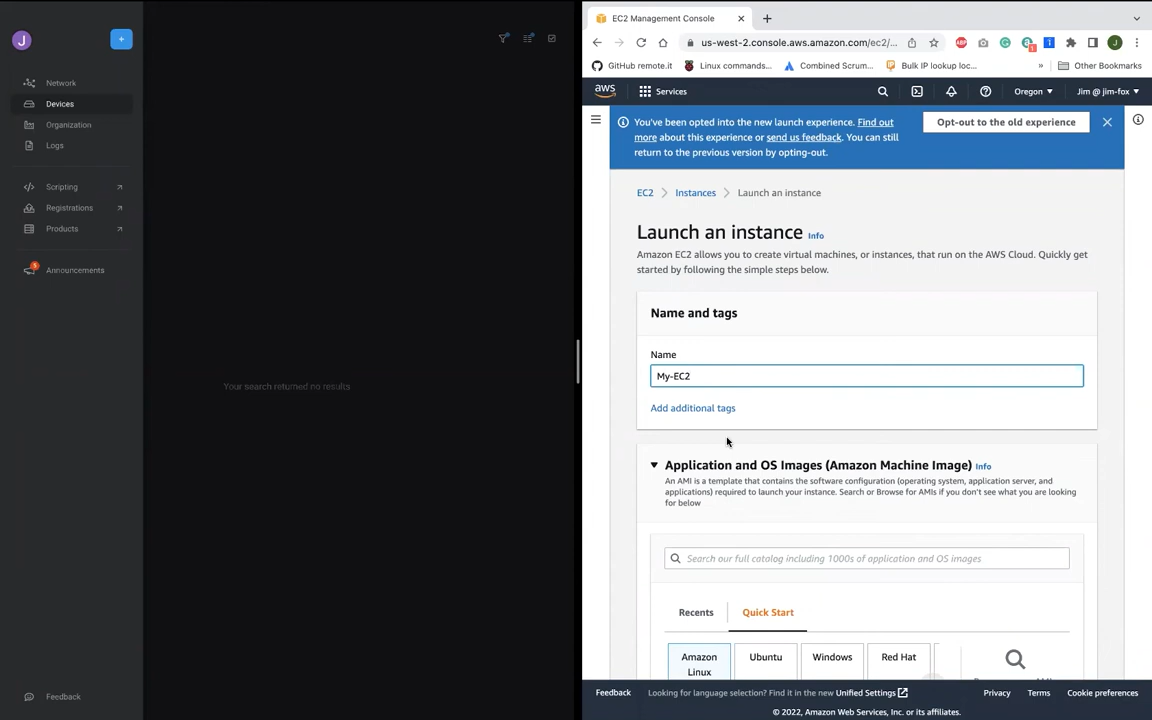 J
+
Network
Devices
Organization
Logs
Scripting
Registrations
Products
5
Announcements
Feedback
Your search returned no results
EC2 Management Console
us-west-2.console.aws.amazon.com/ec2/...
ABP
1
J
GitHub remote.it
Linux commands...
Combined Scrum...
Bulk IP lookup loc...
»
Other Bookmarks
aws
Services
Oregon
Jim @ jim-fox
You've been opted into the new launch experience. Find out
more about this experience or send us feedback. You can still
return to the previous version by opting-out.
Opt-out to the old experience
EC2 > Instances > Launch an instance
Launch an instance Info
Amazon EC2 allows you to create virtual machines, or instances, that run on the AWS Cloud. Quickly get
started by following the simple steps below.
Name and tags
Name
My-EC2
Add additional tags
Application and OS Images (Amazon Machine Image) Info
An AMI is a template that contains the software configuration (operating system, application server, and
applications) required to launch your instance. Search or Browse for AMIs if you don't see what you are looking
for below
Search our full catalog including 1000s of application and OS images
Recents
Quick Start
Amazon
Linux
Ubuntu
Windows
Red Hat
Feedback
Looking for language selection? Find it in the new Unified Settings
Privacy
Terms
Cookie preferences
© 2022, Amazon Web Services, Inc. or its affiliates.